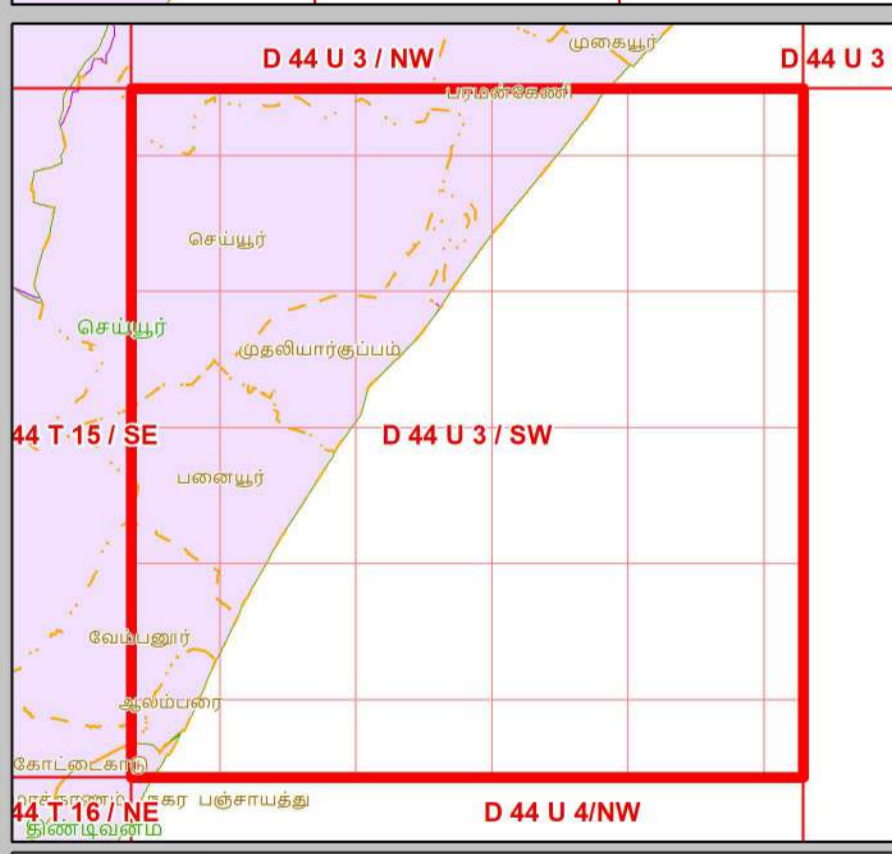 முகையூர்
D 44 U 3 / NW
D 44 U 3
பரமன்கேணி
செய்யூர்
செய்யூர்
முதலியார்குப்பம்
44 T 15 / SE
D 44 U 3 / SW
பனையூர்
வேம்பனூர்
ஆலம்பரை
கோட்டைகாடு
நகர பஞ்சாயத்து
44 T 16 / NE
D 44 U 4/NW
திண்டிவனம்